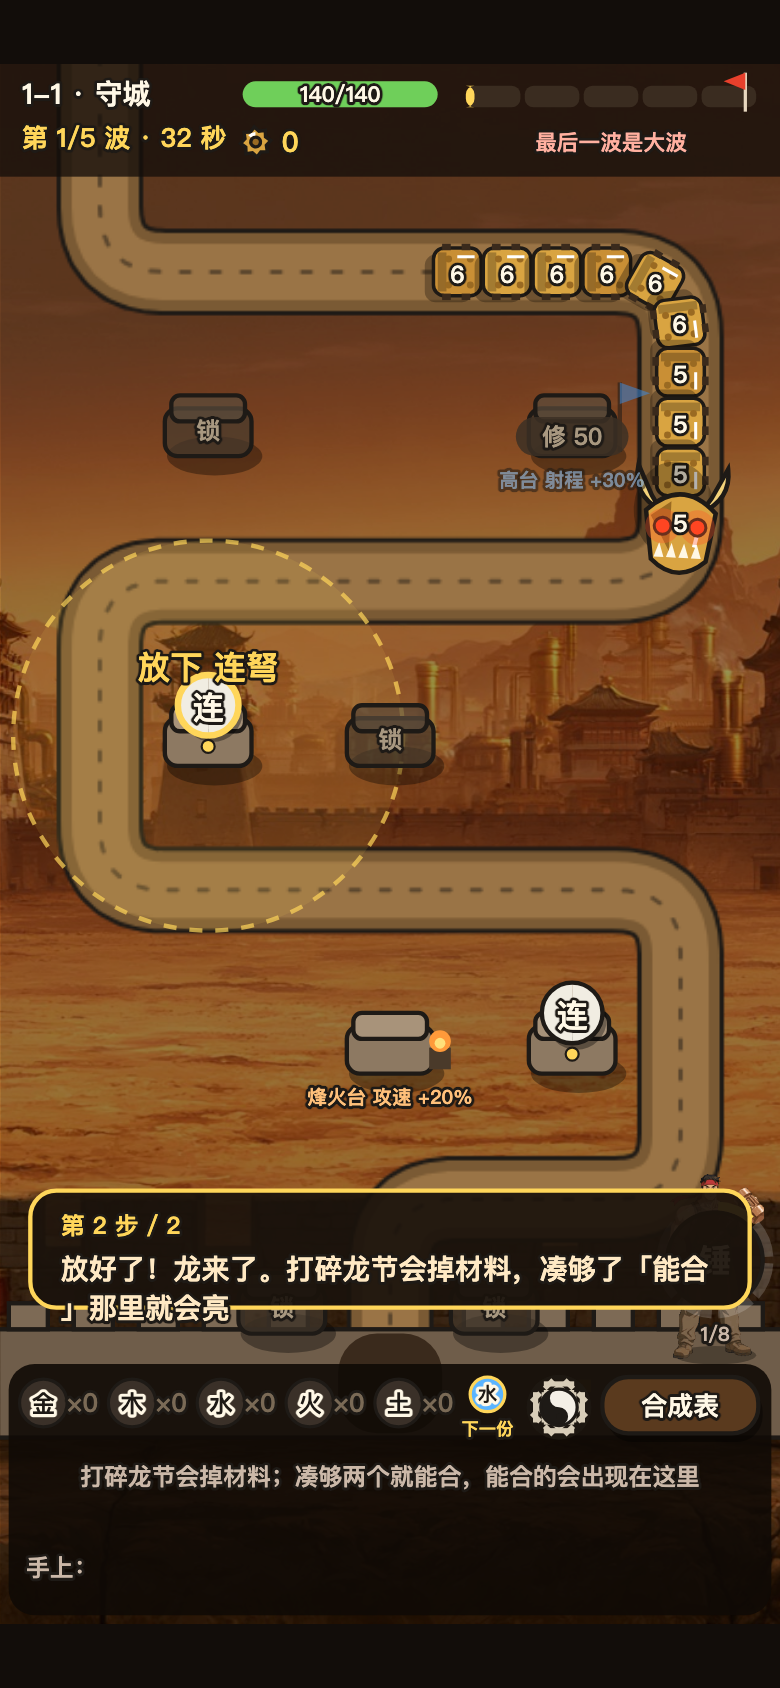 1–1 · 守城
140/140
第 1/5 波 · 32 秒
0
最后一波是大波
6 6 6 6 6
6
5
5
5
5
锁
修 50
高台 射程 +30%
放下 连弩
连
锁
连
烽火台 攻速 +20%
第 2 步 / 2
放好了！龙来了。打碎龙节会掉材料，凑够了「能合
」那里就会亮
锤
锁
锁
1/8
金 ×0 木 ×0 水 ×0 火 ×0 土 ×0
水
下一份
合成表
打碎龙节会掉材料；凑够两个就能合，能合的会出现在这里
手上：